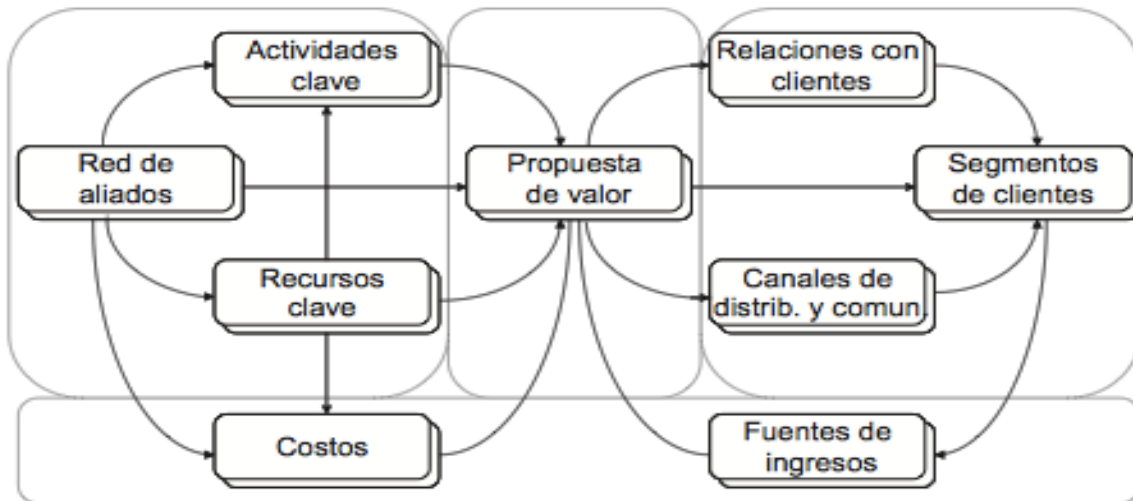 Actividades
clave
Relaciones con
clientes
Red de
aliados
Propuesta
de valor
Segmentos
de clientes
Recursos
clave
Canales de
distrib. y comun.
Costos
Fuentes de
ingresos